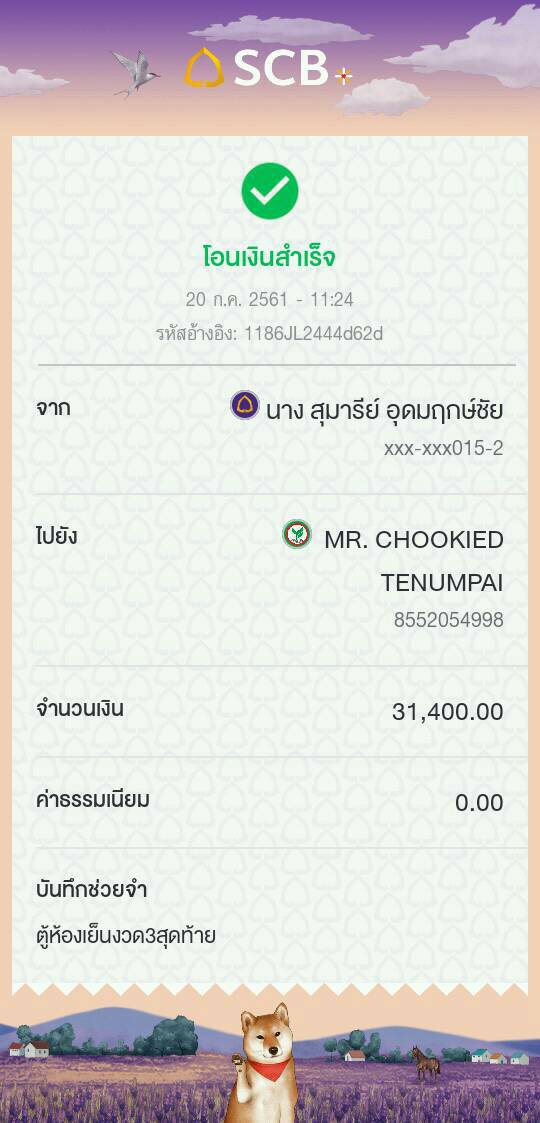 SCB
โอนเงินสำเร็จ
20 ก.ค. 2561 - 11:24
รหัสอ้างอิง: 1186JL2444d62d
จาก
นาง สุมารีย์ อุดมฤกษ์ชัย
xxx-xxx015-2
ไปยัง
MR. CHOOKIED
TENUMPAI
8552054998
จำนวนเงิน
31,400.00
ค่าธรรมเนียม
0.00
บันทึกช่วยจำ
ตู้ห้องเย็นงวด3สุดท้าย